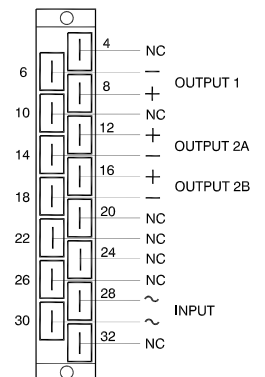 4 NC
6 − OUTPUT 1
8 +
10 NC
12 + OUTPUT 2A
14 −
16 + OUTPUT 2B
18 −
20 NC
22 NC
24 NC
26 NC
28 ~ INPUT
30 ~
32 NC